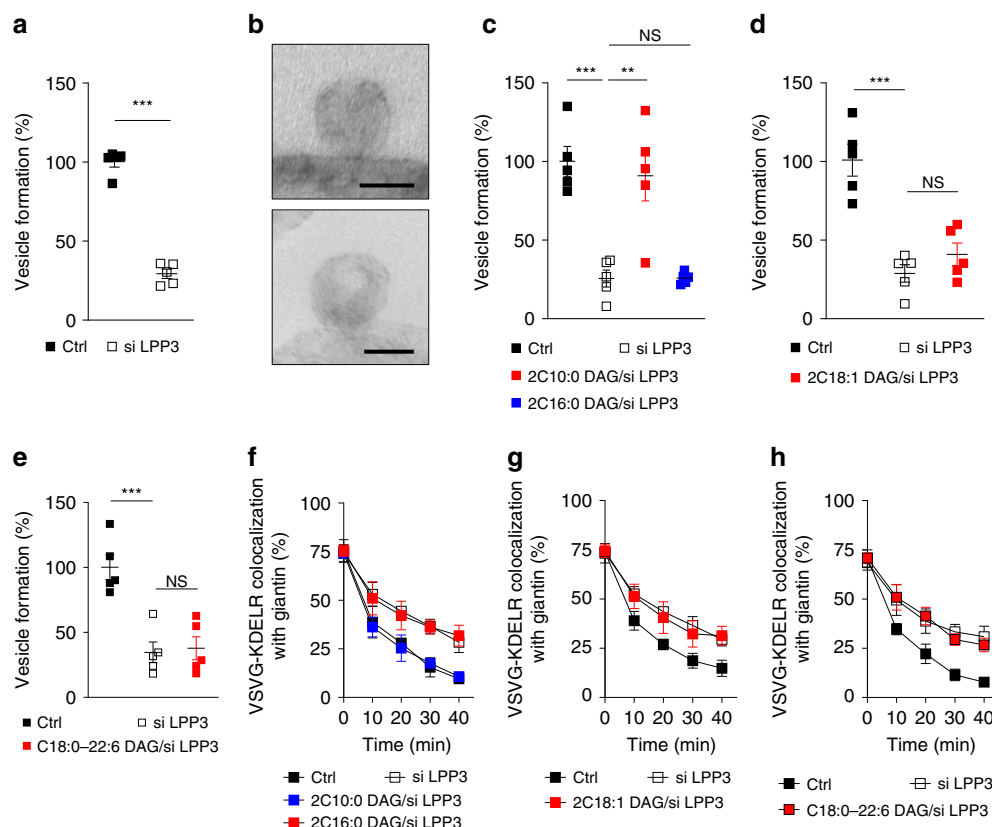 a
Vesicle formation (%)
150
100
50
0
***
Ctrl
si LPP3
b
c
Vesicle formation (%)
150
100
50
0
NS
*** **
Ctrl
si LPP3
2C10:0 DAG/si LPP3
2C16:0 DAG/si LPP3
d
Vesicle formation (%)
150
100
50
0
***
NS
Ctrl
si LPP3
2C18:1 DAG/si LPP3
e
Vesicle formation (%)
150
100
50
0
***
NS
Ctrl
si LPP3
C18:0–22:6 DAG/si LPP3
f
VSVG-KDELR colocalization
with giantin (%)
100
75
50
25
0
0 10 20 30 40
Time (min)
Ctrl
si LPP3
2C10:0 DAG/si LPP3
2C16:0 DAG/si LPP3
g
VSVG-KDELR colocalization
with giantin (%)
100
75
50
25
0
0 10 20 30 40
Time (min)
Ctrl
si LPP3
2C18:1 DAG/si LPP3
h
VSVG-KDELR colocalization
with giantin (%)
100
75
50
25
0
0 10 20 30 40
Time (min)
Ctrl
si LPP3
C18:0–22:6 DAG/si LPP3